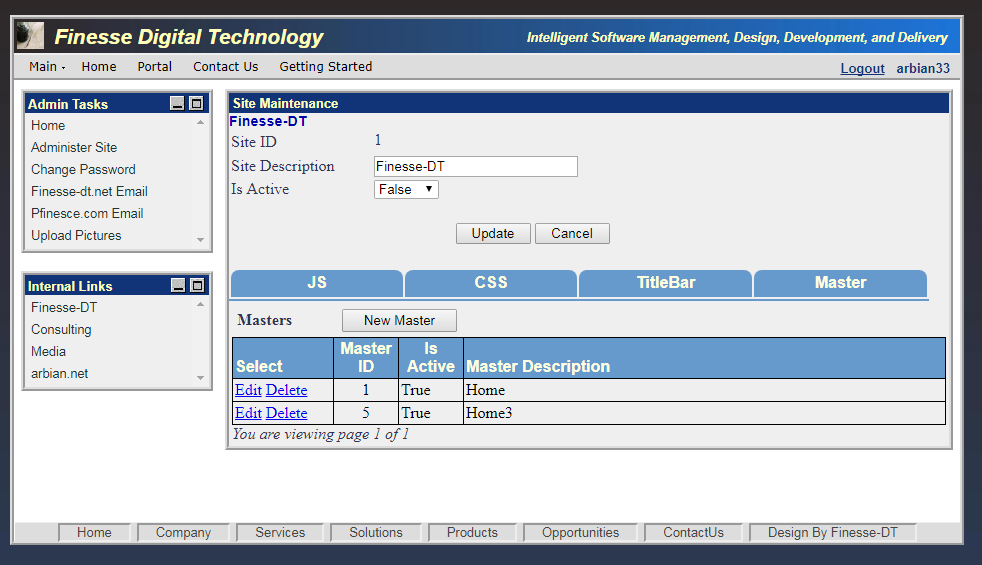 Finesse Digital Technology
Intelligent Software Management, Design, Development, and Delivery
Main Home Portal Contact Us Getting Started
Logout arbian33
Admin Tasks
Home
Administer Site
Change Password
Finesse-dt.net Email
Pfinesce.com Email
Upload Pictures
Internal Links
Finesse-DT
Consulting
Media
arbian.net
Site Maintenance
Finesse-DT
Site ID 1
Site Description Finesse-DT
Is Active False
Update Cancel
JS CSS TitleBar Master
Masters New Master
Select Master ID Is Active Master Description
Edit Delete 1 True Home
Edit Delete 5 True Home3
You are viewing page 1 of 1
Home Company Services Solutions Products Opportunities ContactUs Design By Finesse-DT